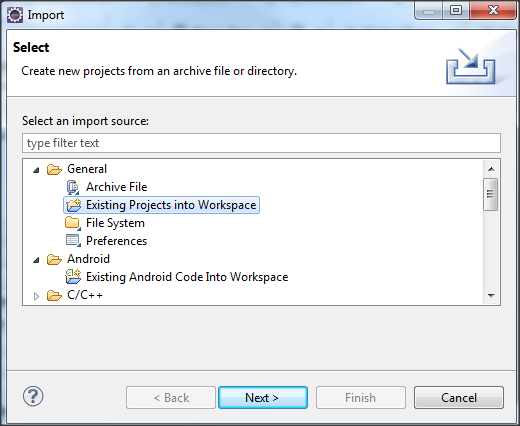 Import
Select
Create new projects from an archive file or directory.
Select an import source:
type filter text
General
Archive File
Existing Projects into Workspace
File System
Preferences
Android
Existing Android Code Into Workspace
C/C++
?
< Back Next > Finish Cancel